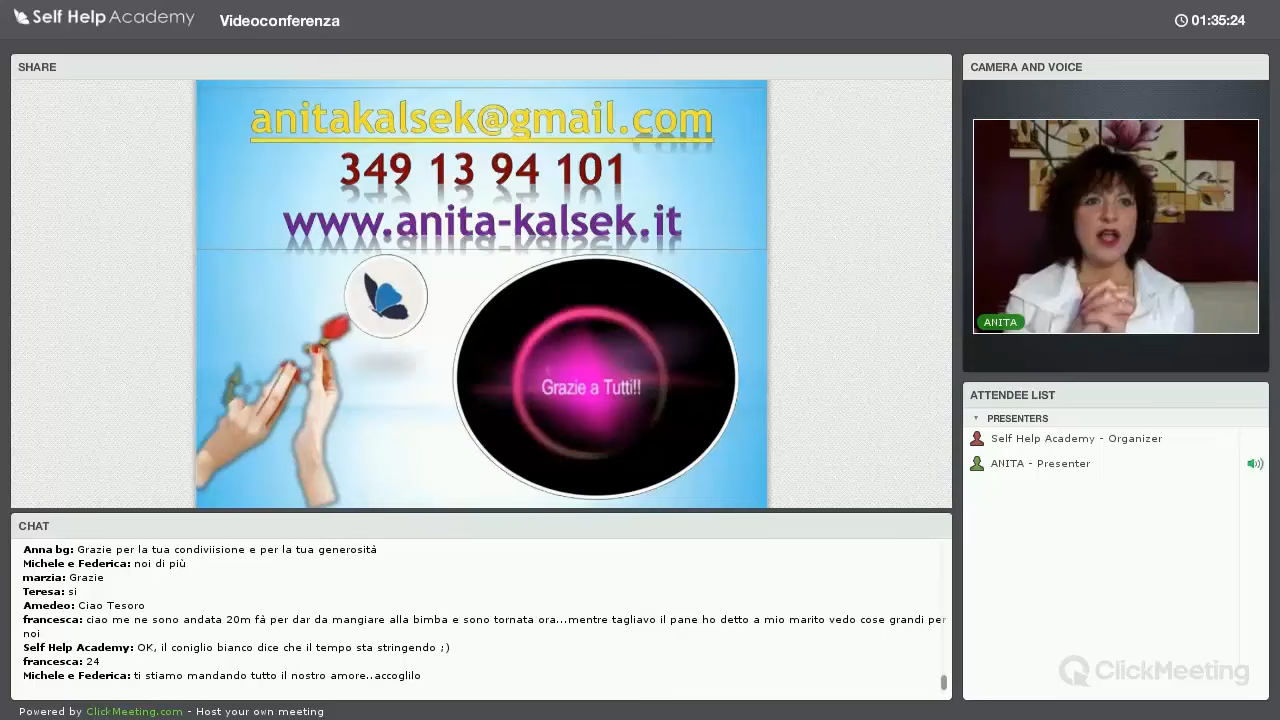 Self Help Academy
Videoconferenza
01:35:24
SHARE
anitakalsek@gmail.com
349 13 94 101
www.anita-kalsek.it
Grazie a Tutti!!
CAMERA AND VOICE
ANITA
ATTENDEE LIST
PRESENTERS
Self Help Academy - Organizer
ANITA - Presenter
CHAT
Anna bg: Grazie per la tua condiviisione e per la tua generosità
Michele e Federica: noi di più
marzia: Grazie
Teresa: si
Amedeo: Ciao Tesoro
francesca: ciao me ne sono andata 20m fà per dar da mangiare alla bimba e sono tornata ora...mentre tagliavo il pane ho detto a mio marito vedo cose grandi per
noi
Self Help Academy: OK, il coniglio bianco dice che il tempo sta stringendo ;)
francesca: 24
Michele e Federica: ti stiamo mandando tutto il nostro amore..accoglilo
ClickMeeting
Powered by ClickMeeting.com - Host your own meeting